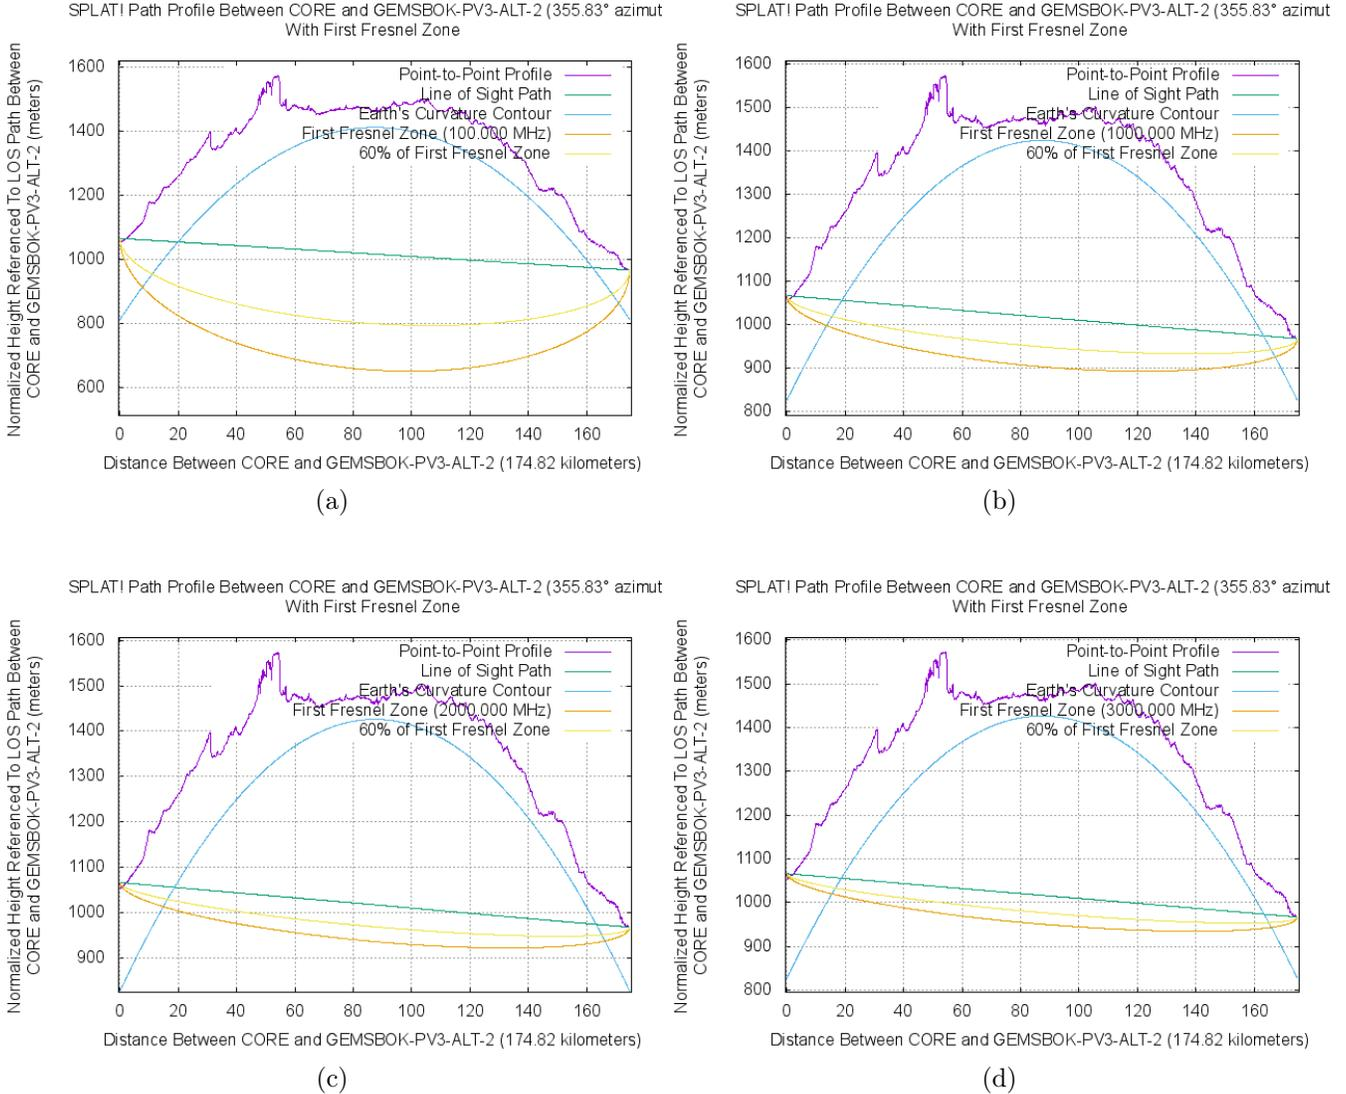 SPLAT! Path Profile Between CORE and GEMSBOK-PV3-ALT-2 (355.83° azimut
With First Fresnel Zone
Normalized Height Referenced To LOS Path Between
CORE and GEMSBOK-PV3-ALT-2 (meters)
1600
1400
1200
1000
800
600
Point-to-Point Profile
Line of Sight Path
Earth's Curvature Contour
First Fresnel Zone (100.000 MHz)
60% of First Fresnel Zone
0 20 40 60 80 100 120 140 160
Distance Between CORE and GEMSBOK-PV3-ALT-2 (174.82 kilometers)
(a)
SPLAT! Path Profile Between CORE and GEMSBOK-PV3-ALT-2 (355.83° azimut
With First Fresnel Zone
Normalized Height Referenced To LOS Path Between
CORE and GEMSBOK-PV3-ALT-2 (meters)
1600
1500
1400
1300
1200
1100
1000
900
800
Point-to-Point Profile
Line of Sight Path
Earth's Curvature Contour
First Fresnel Zone (1000.000 MHz)
60% of First Fresnel Zone
0 20 40 60 80 100 120 140 160
Distance Between CORE and GEMSBOK-PV3-ALT-2 (174.82 kilometers)
(b)
SPLAT! Path Profile Between CORE and GEMSBOK-PV3-ALT-2 (355.83° azimut
With First Fresnel Zone
Normalized Height Referenced To LOS Path Between
CORE and GEMSBOK-PV3-ALT-2 (meters)
1600
1500
1400
1300
1200
1100
1000
900
Point-to-Point Profile
Line of Sight Path
Earth's Curvature Contour
First Fresnel Zone (2000.000 MHz)
60% of First Fresnel Zone
0 20 40 60 80 100 120 140 160
Distance Between CORE and GEMSBOK-PV3-ALT-2 (174.82 kilometers)
(c)
SPLAT! Path Profile Between CORE and GEMSBOK-PV3-ALT-2 (355.83° azimut
With First Fresnel Zone
Normalized Height Referenced To LOS Path Between
CORE and GEMSBOK-PV3-ALT-2 (meters)
1600
1500
1400
1300
1200
1100
1000
900
800
Point-to-Point Profile
Line of Sight Path
Earth's Curvature Contour
First Fresnel Zone (3000.000 MHz)
60% of First Fresnel Zone
0 20 40 60 80 100 120 140 160
Distance Between CORE and GEMSBOK-PV3-ALT-2 (174.82 kilometers)
(d)